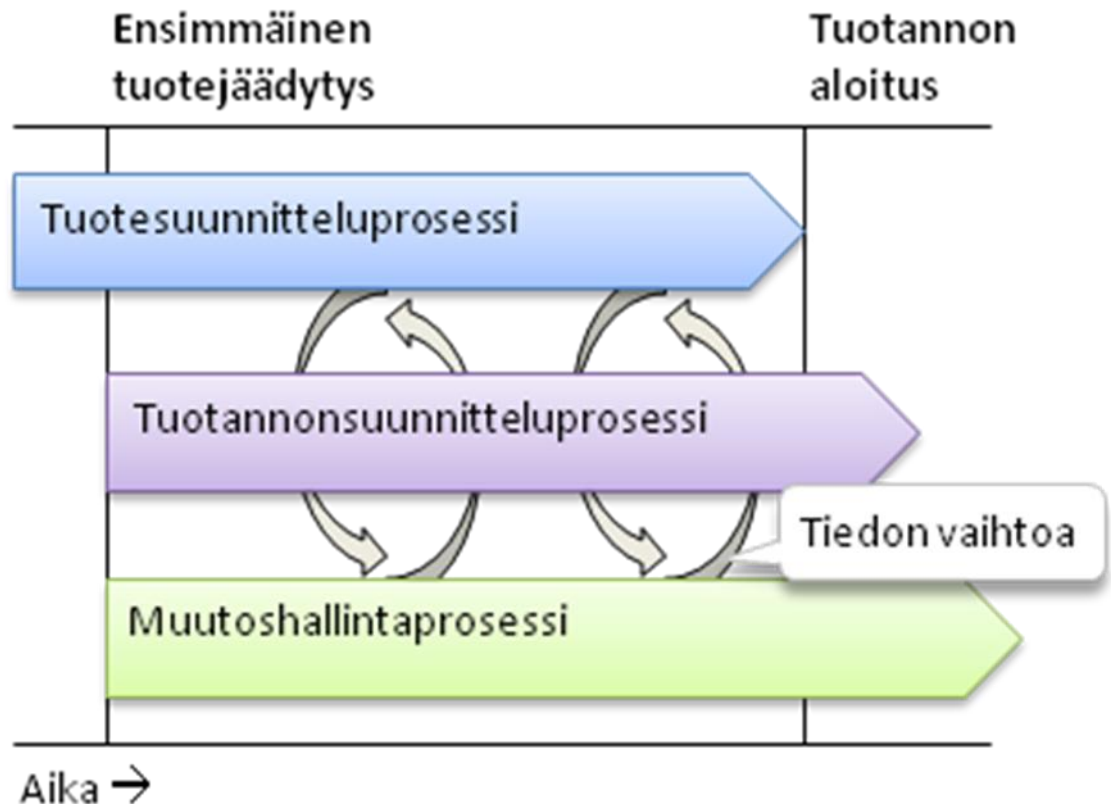 Ensimmäinen
tuotejäädytys
Tuotannon
aloitus
Tuotesuunnitteluprosessi
Tuotannonsuunnitteluprosessi
Tiedon vaihtoa
Muutoshallintaprosessi
Aika →